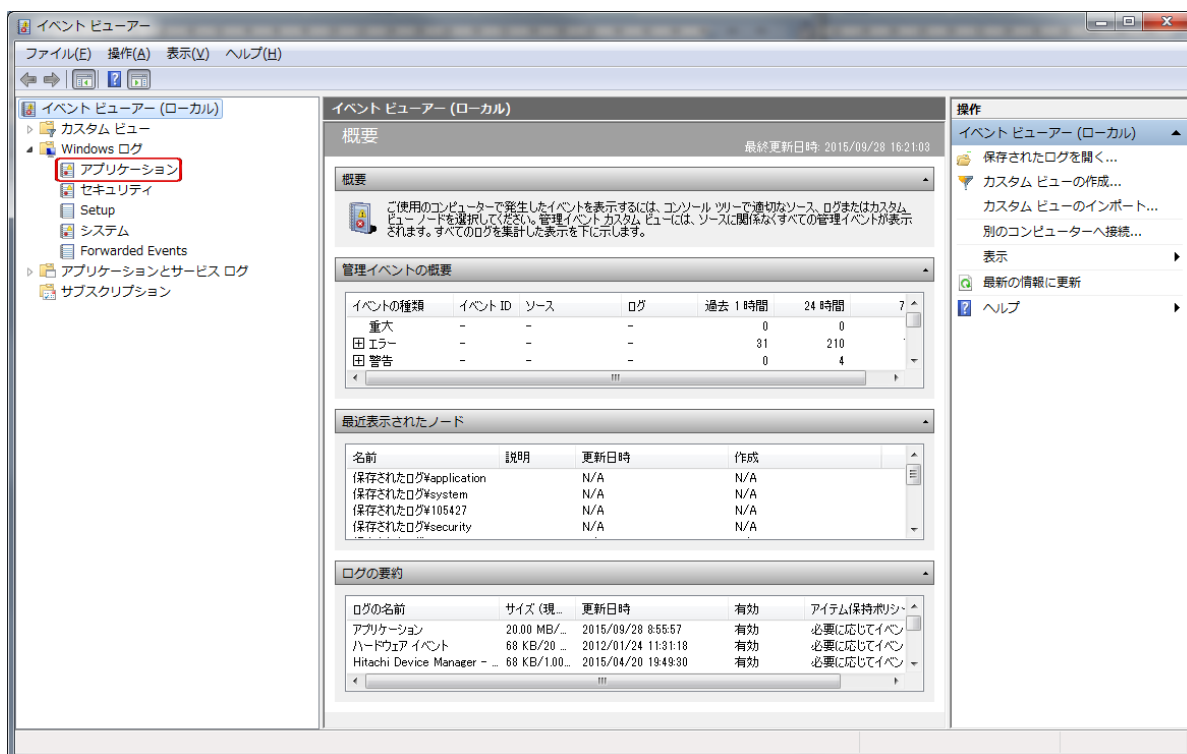 イベント ビューアー
ファイル(F) 操作(A) 表示(V) ヘルプ(H)
イベント ビューアー (ローカル)
カスタム ビュー
Windows ログ
アプリケーション
セキュリティ
Setup
システム
Forwarded Events
アプリケーションとサービス ログ
サブスクリプション
イベント ビューアー (ローカル)
概要
最終更新日時: 2015/09/28 16:21:03
概要
ご使用のコンピューターで発生したイベントを表示するには、コンソール ツリーで適切なソース、ログまたはカスタム
ビュー ノードを選択してください。管理イベント カスタム ビューには、ソースに関係なくすべての管理イベントが表示
されます。すべてのログを集計した表示を下に示します。
管理イベントの概要
イベントの種類 イベント ID ソース ログ 過去 1 時間 24 時間 7
重大 - - - 0 0
エラー - - - 31 210
警告 - - - 0 4
最近表示されたノード
名前 説明 更新日時 作成
保存されたログ¥application N/A N/A
保存されたログ¥system N/A N/A
保存されたログ¥105427 N/A N/A
保存されたログ¥security N/A N/A
ログの要約
ログの名前 サイズ (現... 更新日時 有効 アイテム保持ポリシー
アプリケーション 20.00 MB/... 2015/09/28 8:55:57 有効 必要に応じてイベン
ハードウェア イベント 68 KB/20 ... 2012/01/24 11:31:18 有効 必要に応じてイベン
Hitachi Device Manager - ... 68 KB/1.00... 2015/04/20 19:49:30 有効 必要に応じてイベン
操作
イベント ビューアー (ローカル)
保存されたログを開く...
カスタム ビューの作成...
カスタム ビューのインポート...
別のコンピューターへ接続...
表示
最新の情報に更新
ヘルプ